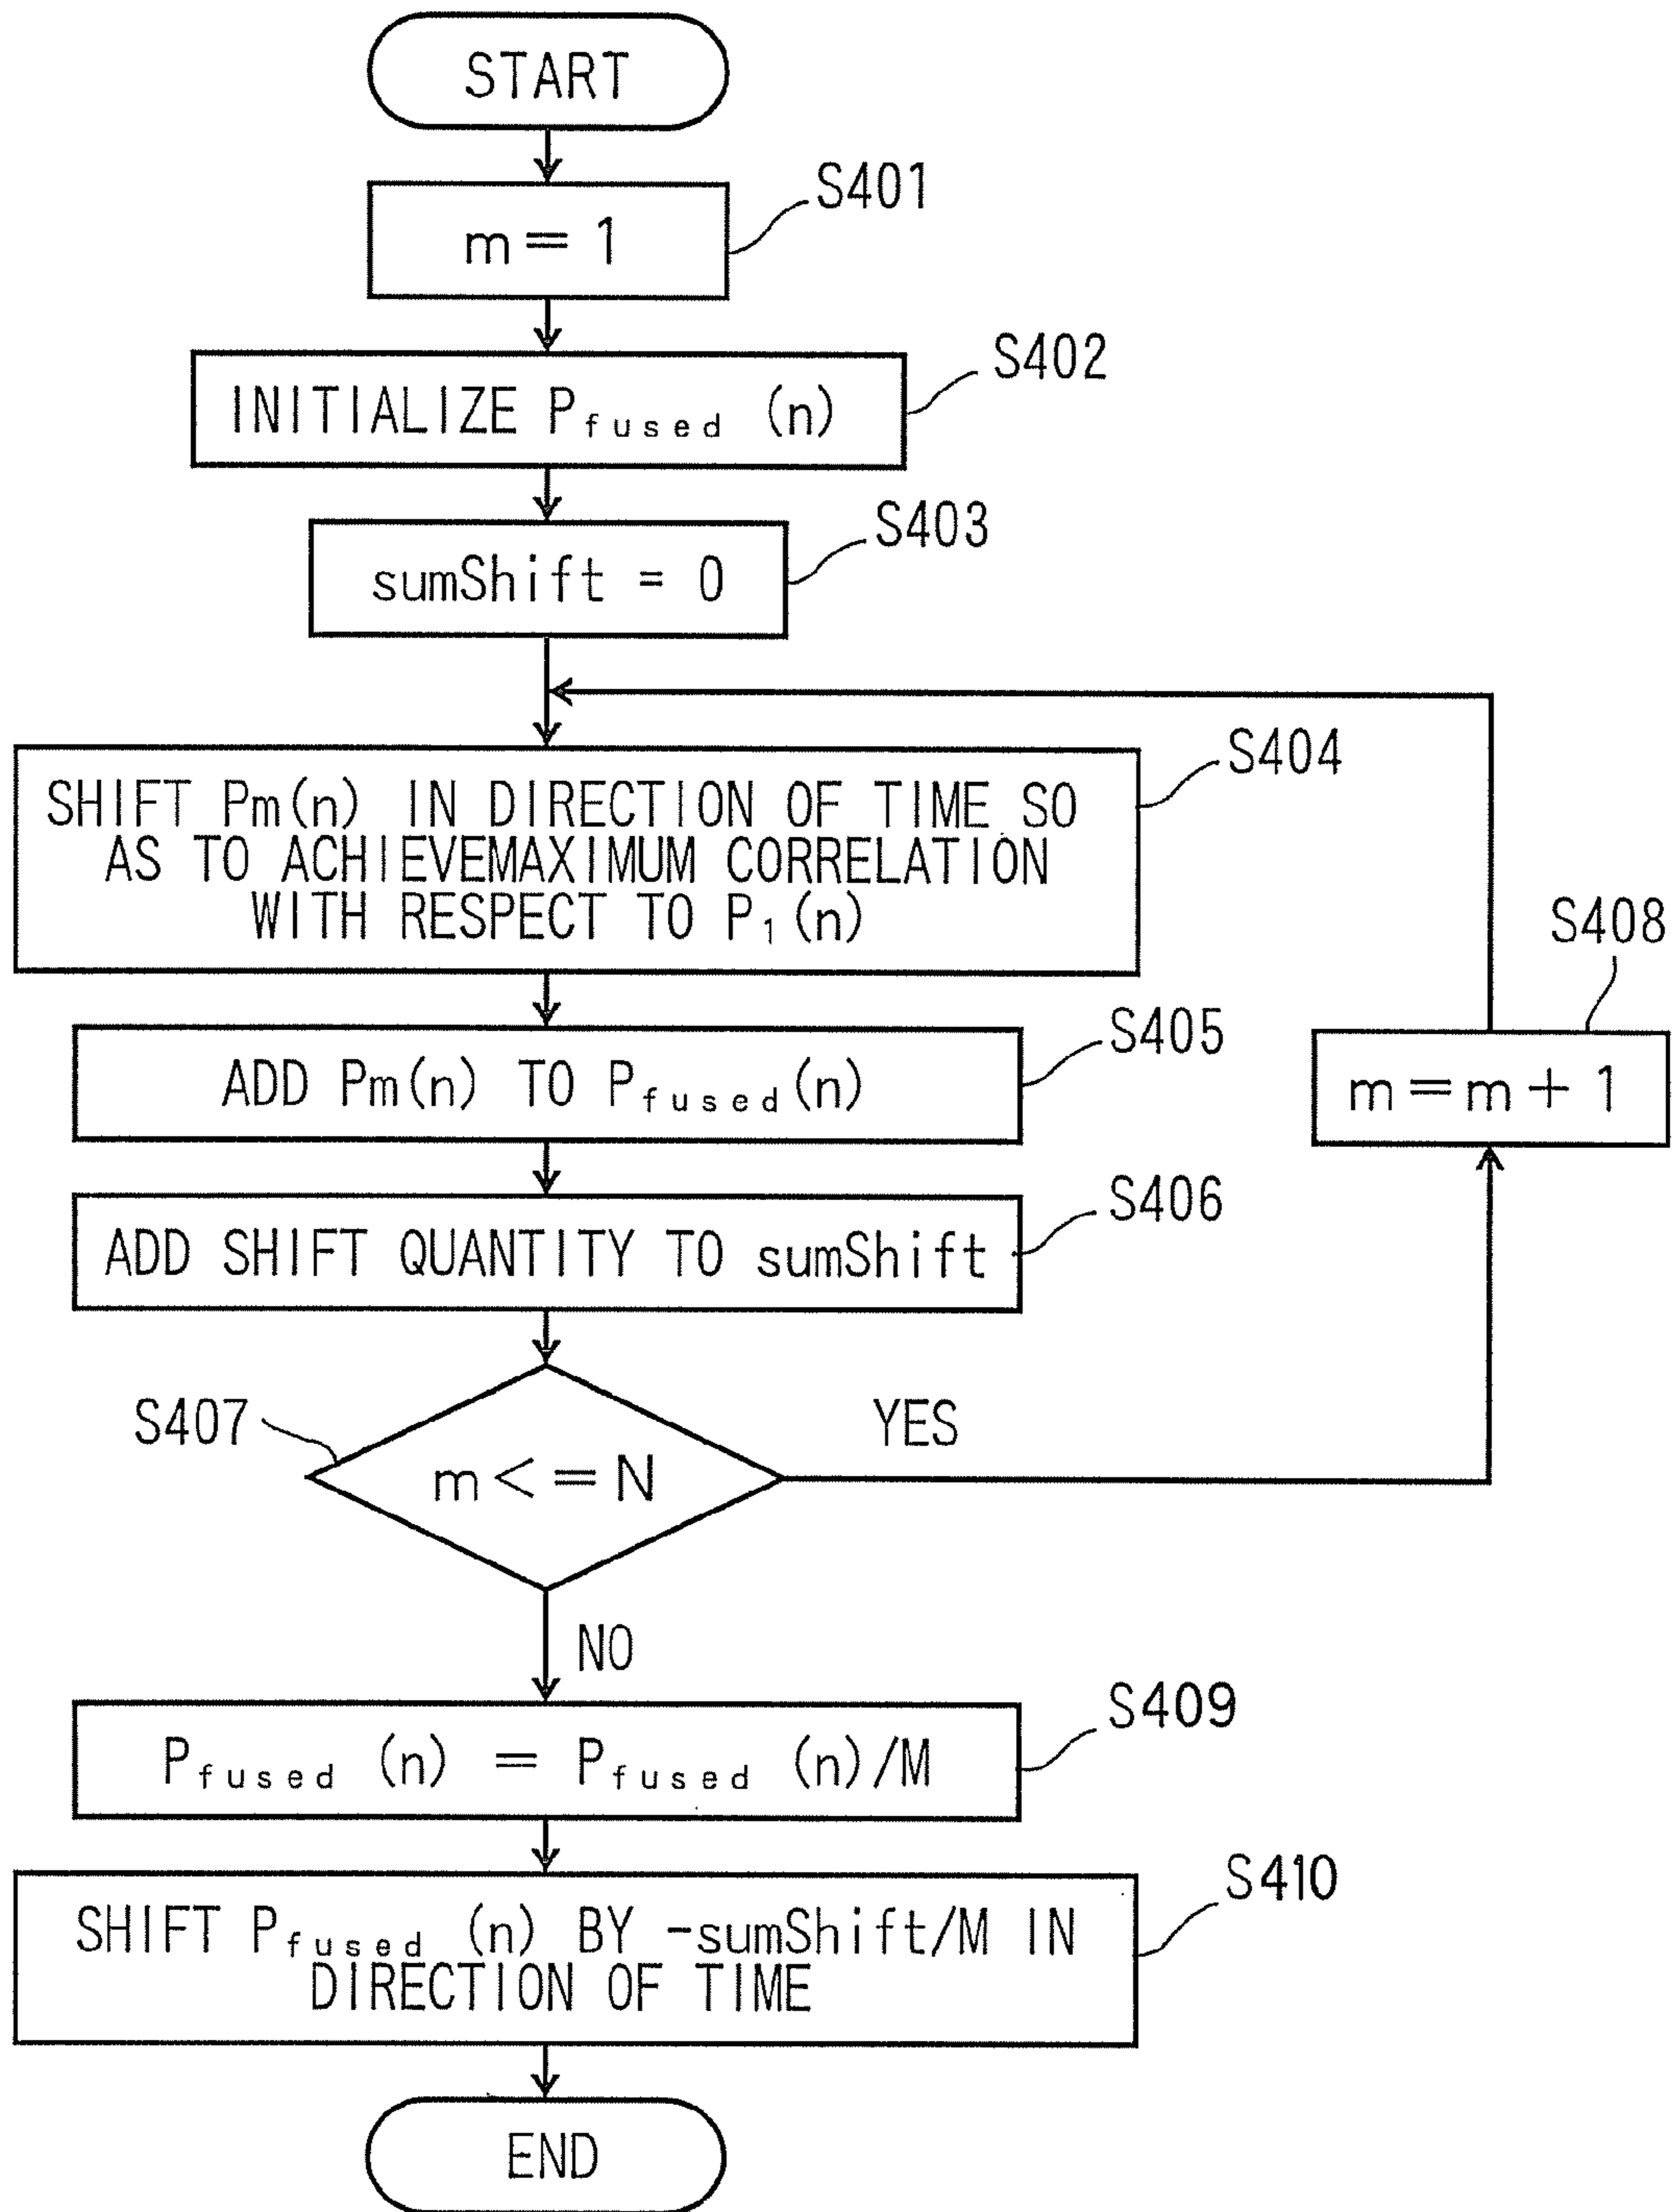 START
S401
m = 1
S402
INITIALIZE Pfused (n)
S403
sumShift = 0
S404
SHIFT Pm(n) IN DIRECTION OF TIME SO
AS TO ACHIEVEMAXIMUM CORRELATION
WITH RESPECT TO P1(n)
S408
m = m + 1
S405
ADD Pm(n) TO Pfused(n)
S406
ADD SHIFT QUANTITY TO sumShift
S407
m < = N
YES
NO
S409
Pfused (n) = Pfused (n)/M
S410
SHIFT Pfused (n) BY -sumShift/M IN
DIRECTION OF TIME
END